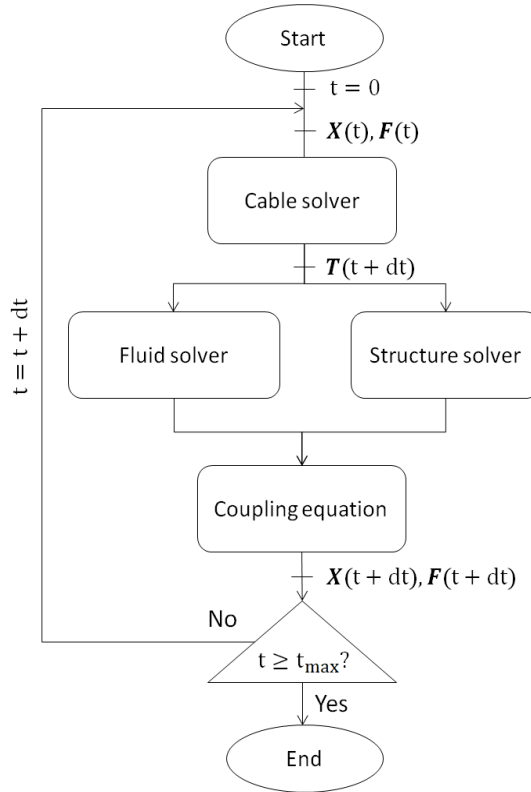 Start
t = 0
X(t), F(t)
Cable solver
T(t + dt)
Fluid solver
Structure solver
t = t + dt
Coupling equation
X(t + dt), F(t + dt)
No
t ≥ tmax?
Yes
End